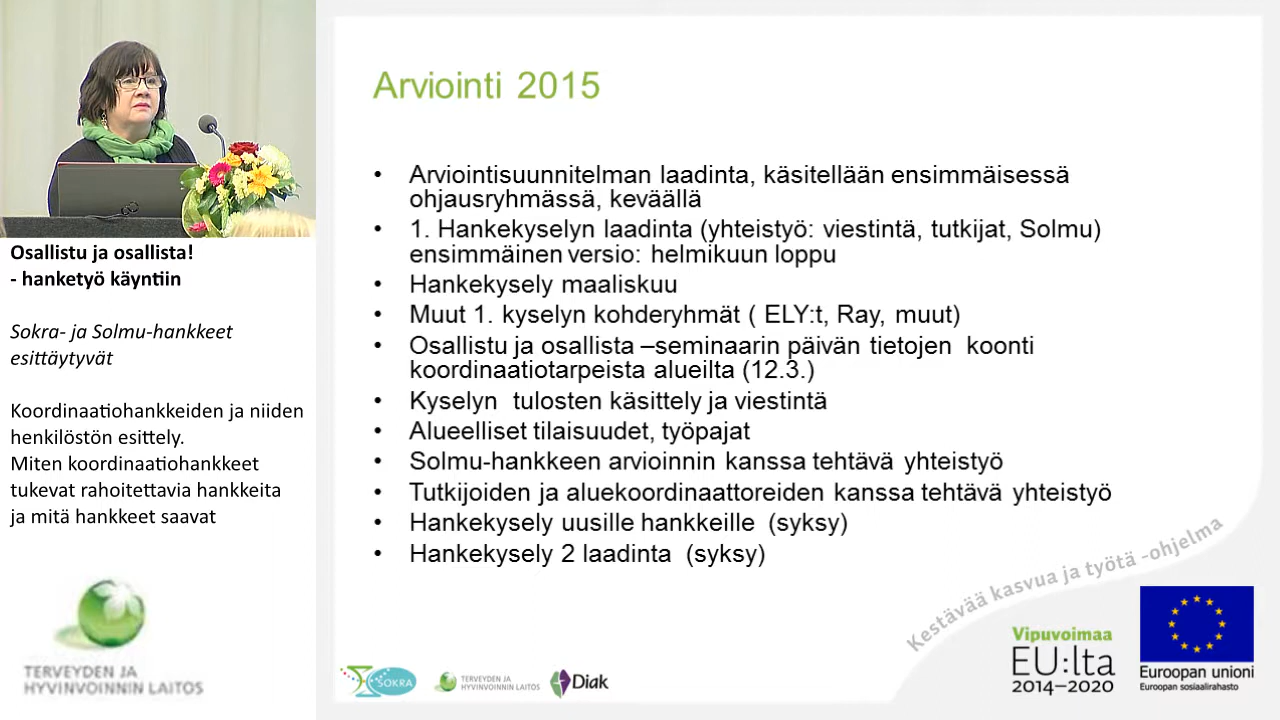 Osallistu ja osallista!
- hanketyö käyntiin
Sokra- ja Solmu-hankkeet
esittäytyvät
Koordinaatiohankkeiden ja niiden
henkilöstön esittely.
Miten koordinaatiohankkeet
tukevat rahoitettavia hankkeita
ja mitä hankkeet saavat
TERVEYDEN JA
HYVINVOINNIN LAITOS
Arviointi 2015
• Arviointisuunnitelman laadinta, käsitellään ensimmäisessä
ohjausryhmässä, keväällä
• 1. Hankekyselyn laadinta (yhteistyö: viestintä, tutkijat, Solmu)
ensimmäinen versio: helmikuun loppu
• Hankekysely maaliskuu
• Muut 1. kyselyn kohderyhmät ( ELY:t, Ray, muut)
• Osallistu ja osallista –seminaarin päivän tietojen koonti
koordinaatiotarpeista alueilta (12.3.)
• Kyselyn tulosten käsittely ja viestintä
• Alueelliset tilaisuudet, työpajat
• Solmu-hankkeen arvioinnin kanssa tehtävä yhteistyö
• Tutkijoiden ja aluekoordinaattoreiden kanssa tehtävä yhteistyö
• Hankekysely uusille hankkeille (syksy)
• Hankekysely 2 laadinta (syksy)
Kestävää kasvua ja työtä -ohjelma
SOKRA
TERVEYDEN JA
HYVINVOINNIN LAITOS
Diak
Vipuvoimaa
EU:lta
2014–2020
Euroopan unioni
Euroopan sosiaalirahasto